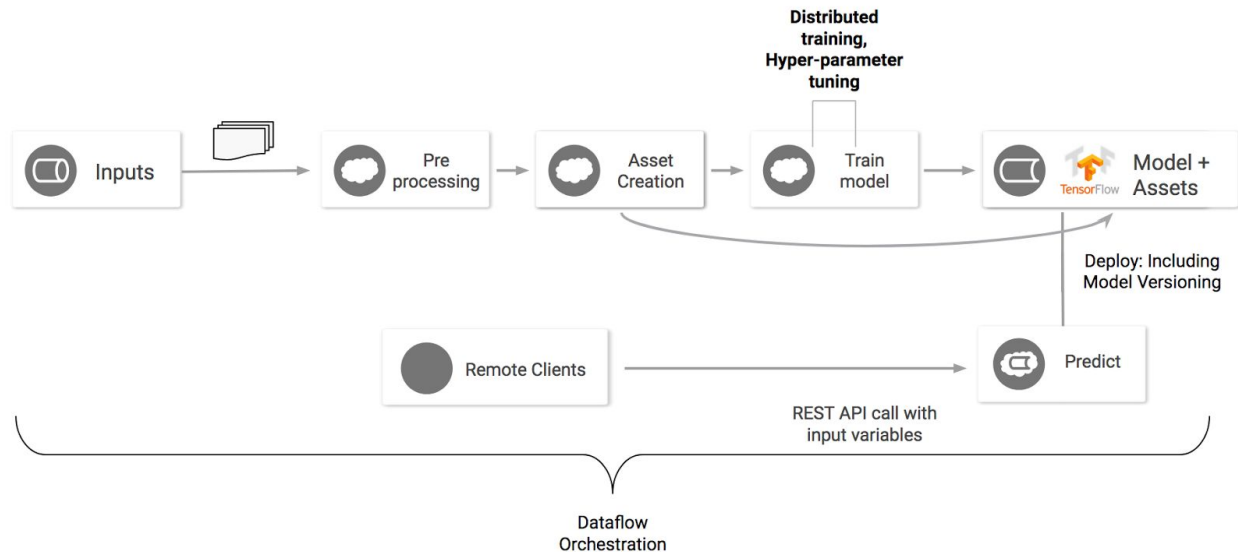 Distributed
training,
Hyper-parameter
tuning
Inputs
Pre
processing
Asset
Creation
Train
model
TensorFlow
Model +
Assets
Deploy: Including
Model Versioning
Remote Clients
Predict
REST API call with
input variables
Dataflow
Orchestration